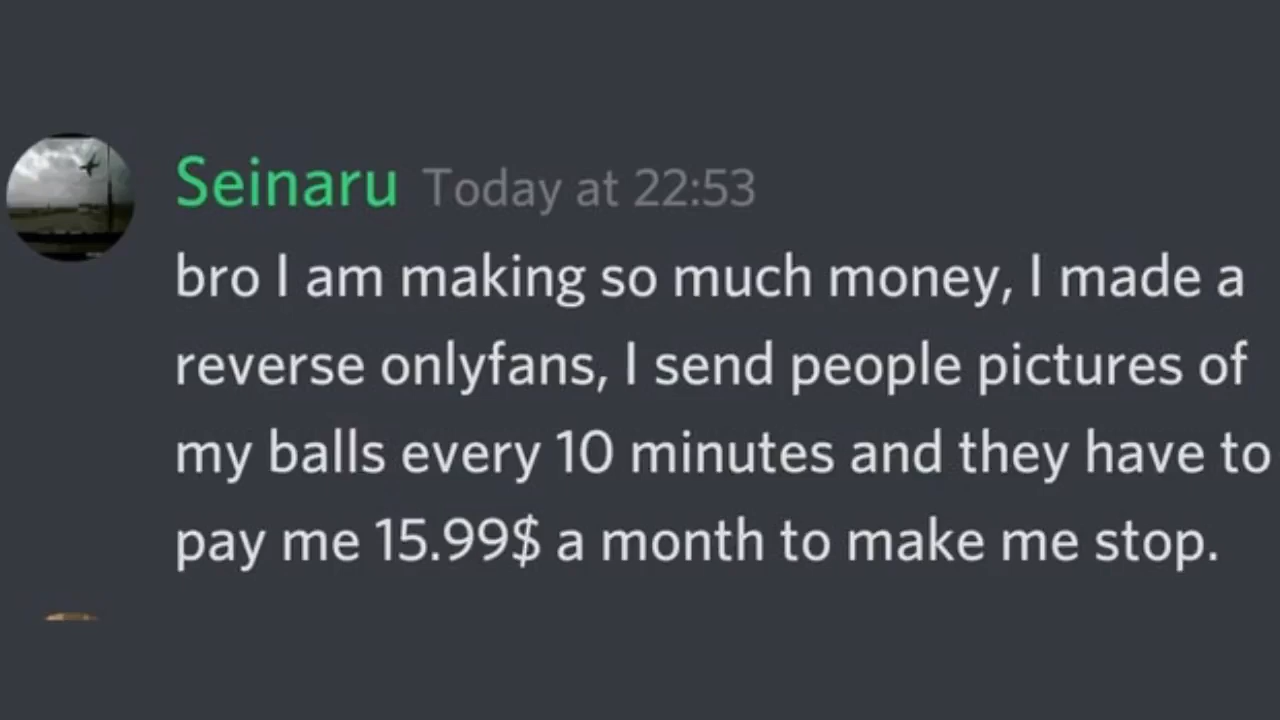 Seinaru Today at 22:53
bro I am making so much money, I made a
reverse onlyfans, I send people pictures of
my balls every 10 minutes and they have to
pay me 15.99$ a month to make me stop.